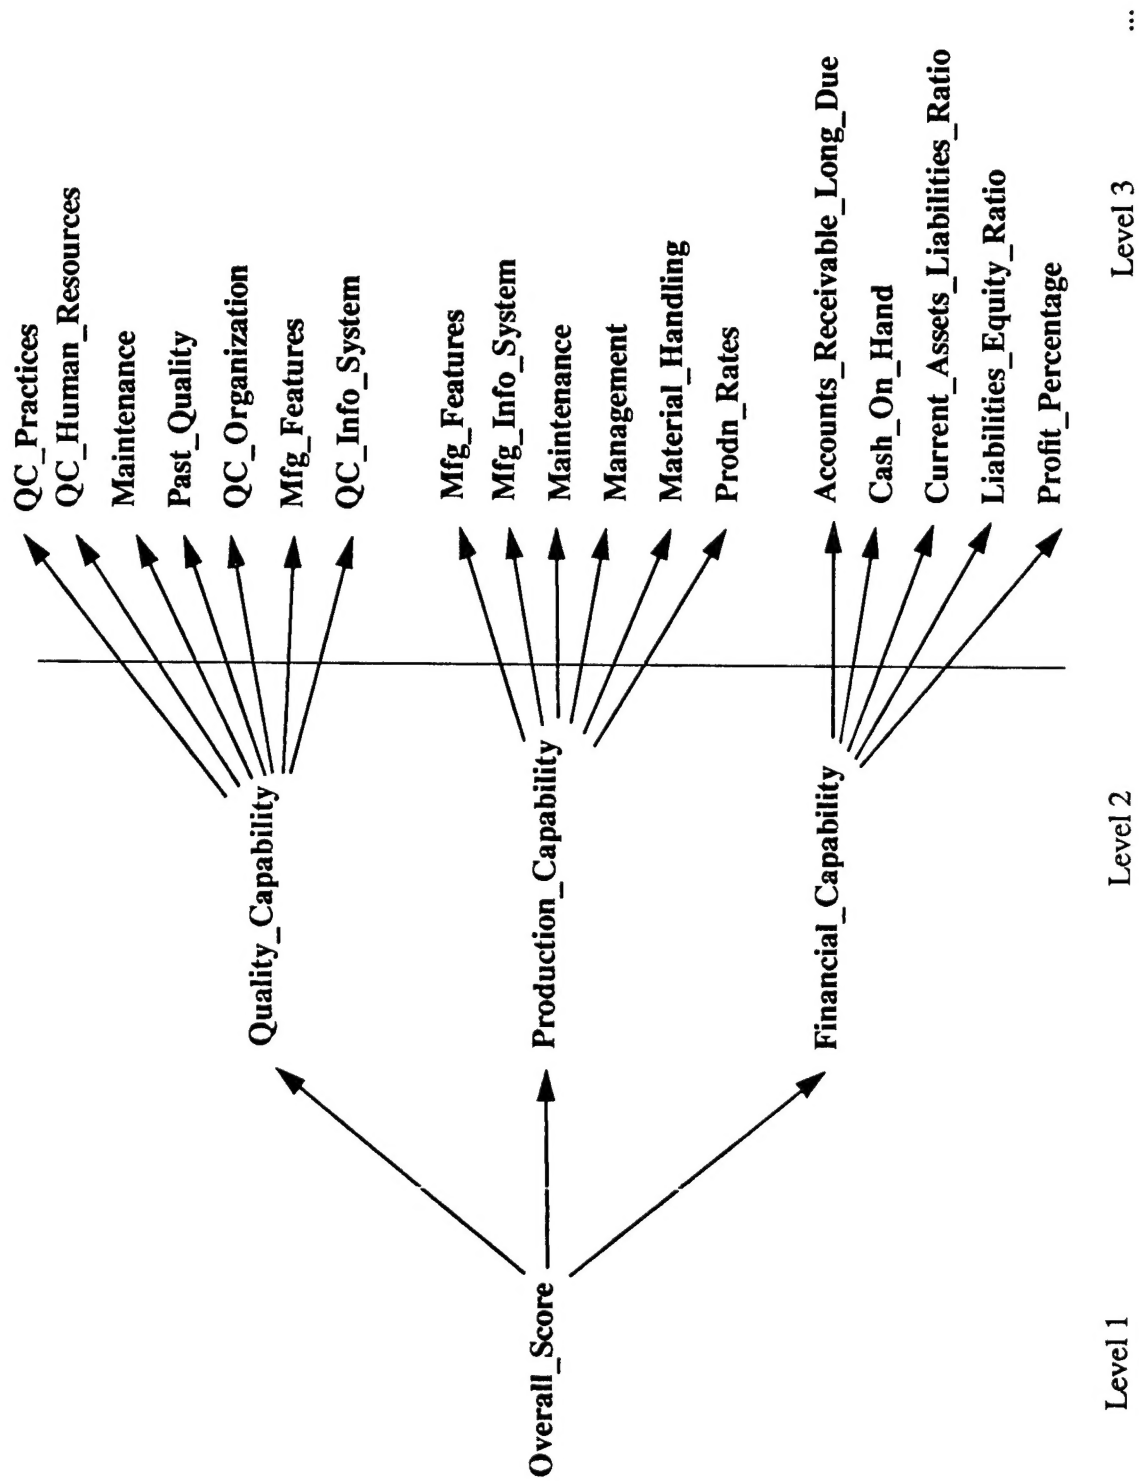 Overall_Score
Quality_Capability
Production_Capability
Financial_Capability
QC_Practices
QC_Human_Resources
Maintenance
Past_Quality
QC_Organization
Mfg_Features
QC_Info_System
Mfg_Features
Mfg_Info_System
Maintenance
Management
Material_Handling
Prodn_Rates
Accounts_Receivable_Long_Due
Cash_On_Hand
Current_Assets_Liabilities_Ratio
Liabilities_Equity_Ratio
Profit_Percentage
Level 1
Level 2
Level 3
...